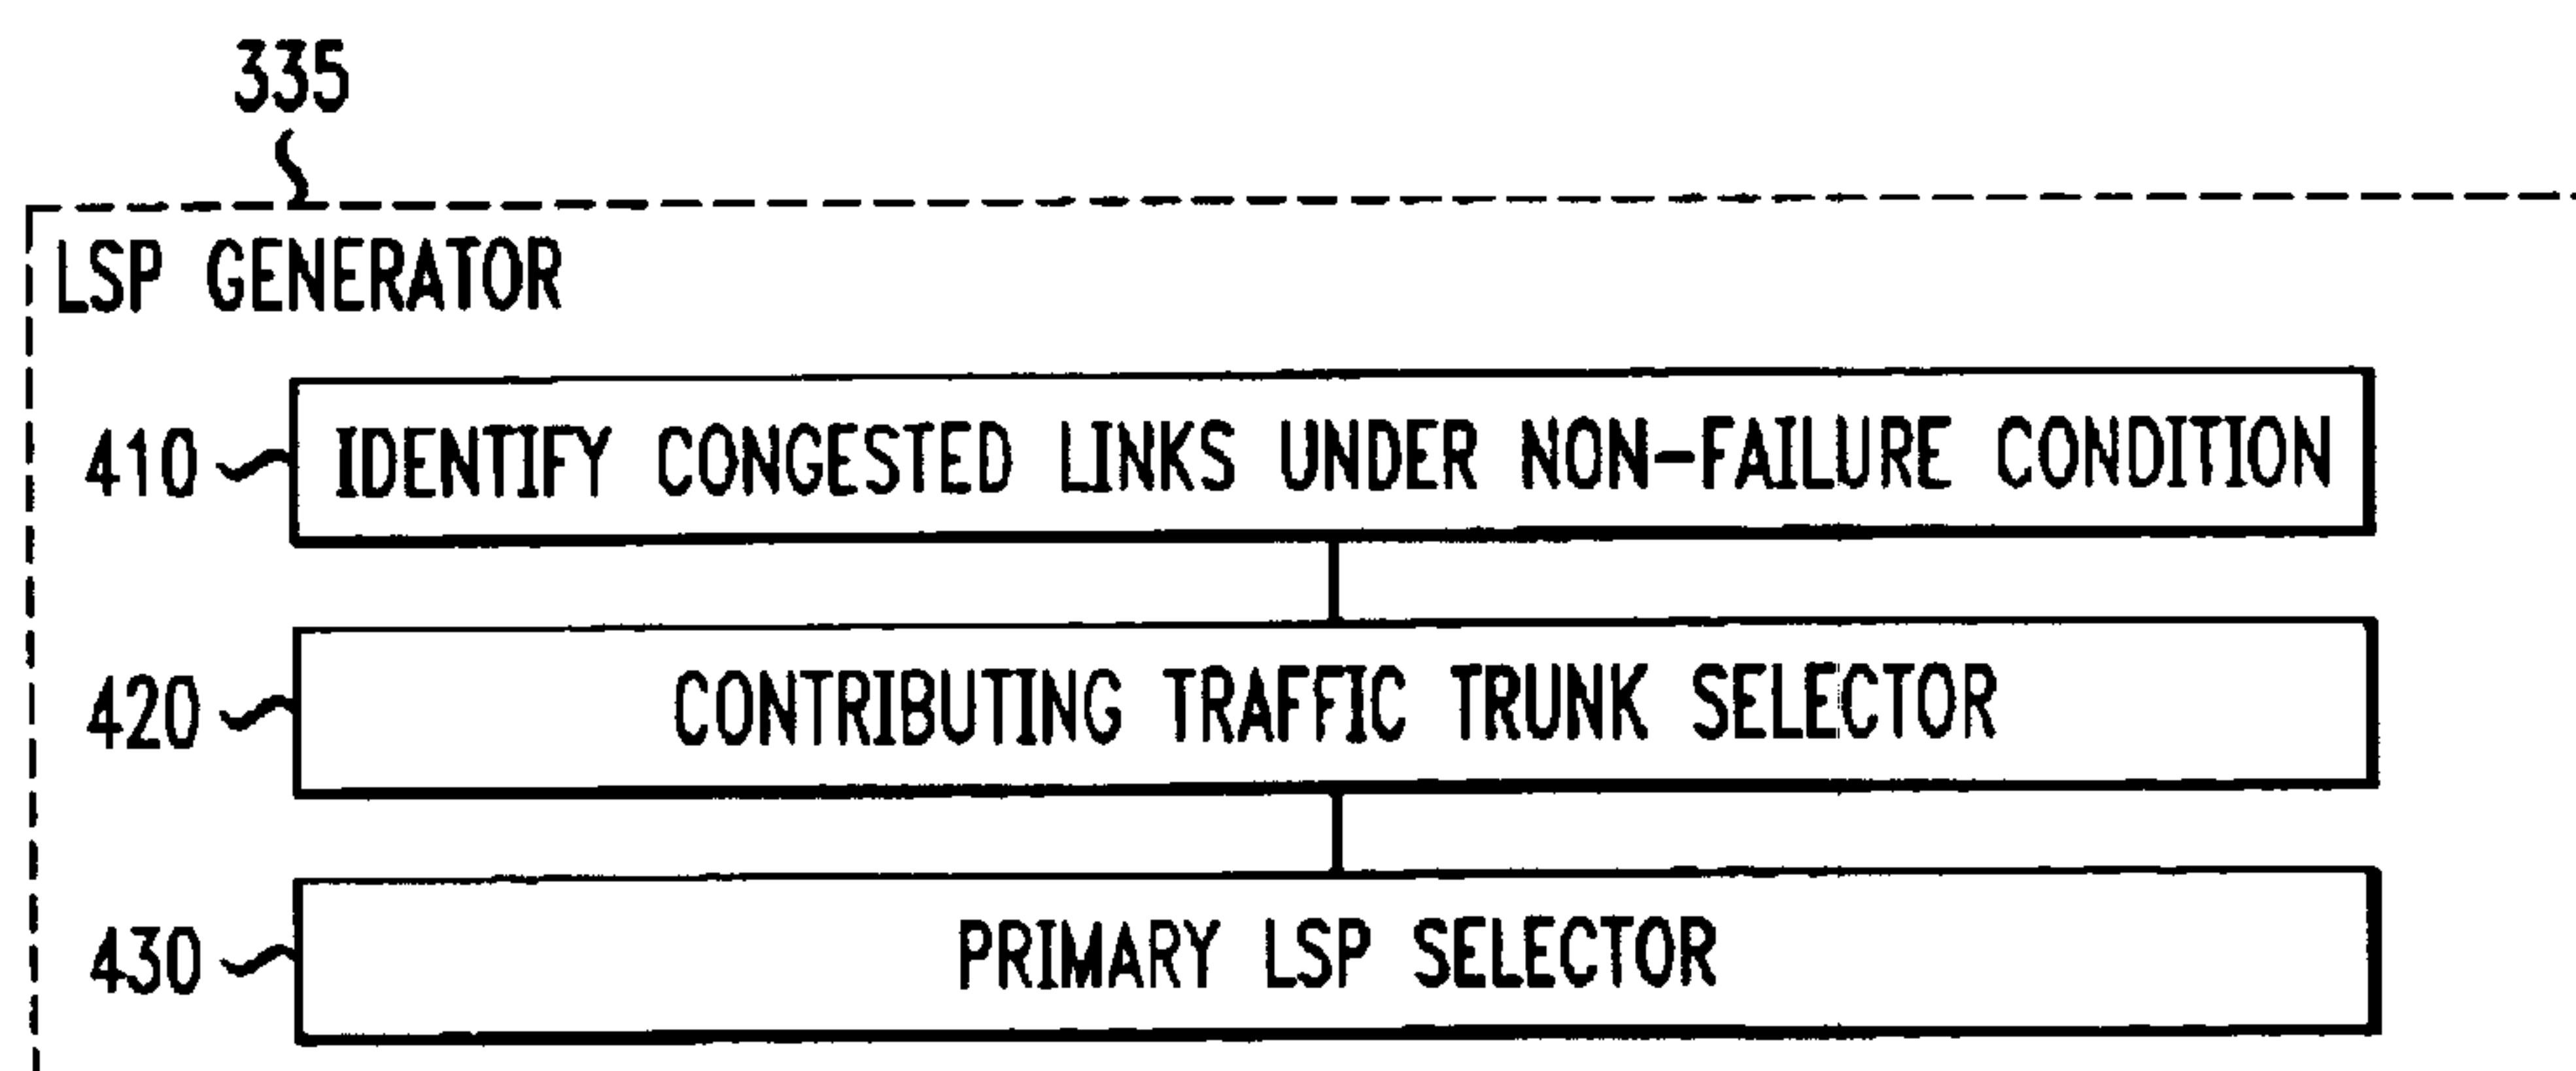 335
LSP GENERATOR
410 IDENTIFY CONGESTED LINKS UNDER NON-FAILURE CONDITION
420 CONTRIBUTING TRAFFIC TRUNK SELECTOR
430 PRIMARY LSP SELECTOR